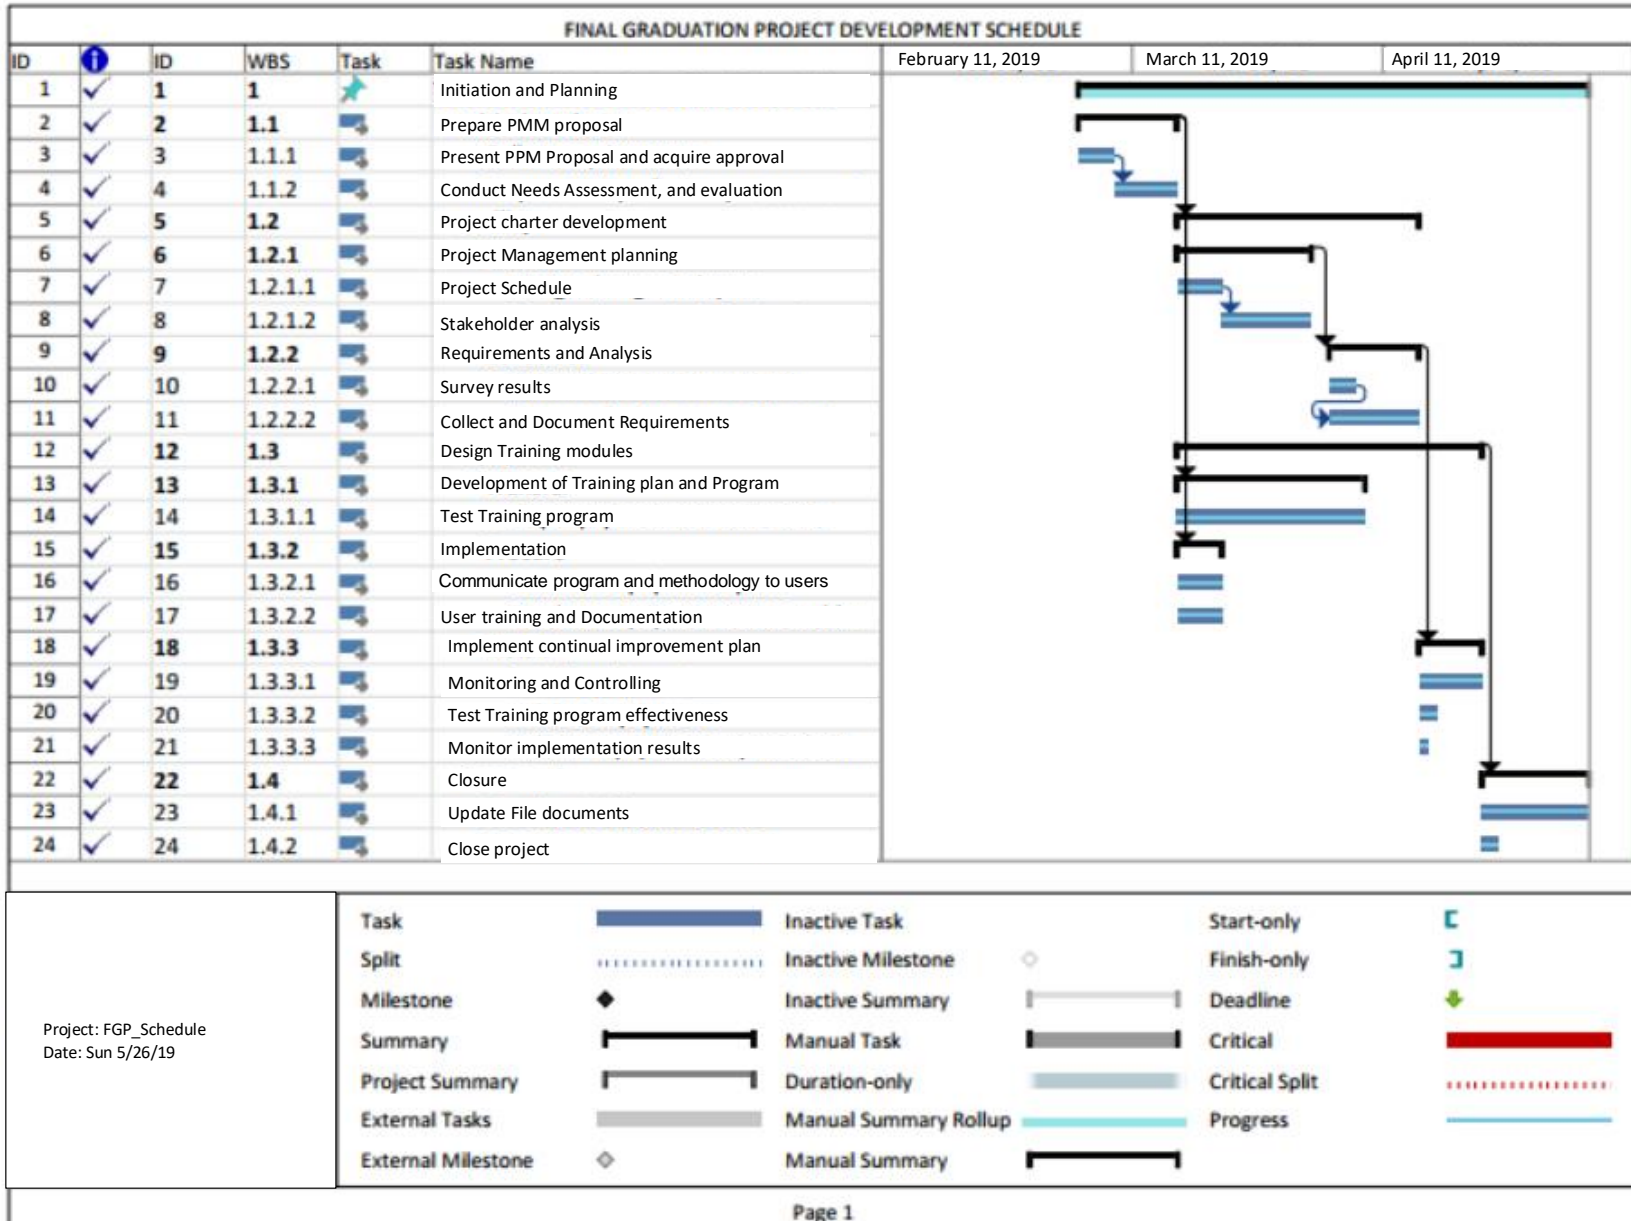 FINAL GRADUATION PROJECT DEVELOPMENT SCHEDULE
ID ID WBS Task Task Name February 11, 2019 March 11, 2019 April 11, 2019
1 1 1 Initiation and Planning
2 2 1.1 Prepare PMM proposal
3 3 1.1.1 Present PPM Proposal and acquire approval
4 4 1.1.2 Conduct Needs Assessment, and evaluation
5 5 1.2 Project charter development
6 6 1.2.1 Project Management planning
7 7 1.2.1.1 Project Schedule
8 8 1.2.1.2 Stakeholder analysis
9 9 1.2.2 Requirements and Analysis
10 10 1.2.2.1 Survey results
11 11 1.2.2.2 Collect and Document Requirements
12 12 1.3 Design Training modules
13 13 1.3.1 Development of Training plan and Program
14 14 1.3.1.1 Test Training program
15 15 1.3.2 Implementation
16 16 1.3.2.1 Communicate program and methodology to users
17 17 1.3.2.2 User training and Documentation
18 18 1.3.3 Implement continual improvement plan
19 19 1.3.3.1 Monitoring and Controlling
20 20 1.3.3.2 Test Training program effectiveness
21 21 1.3.3.3 Monitor implementation results
22 22 1.4 Closure
23 23 1.4.1 Update File documents
24 24 1.4.2 Close project
Project: FGP_Schedule
Date: Sun 5/26/19
Task Inactive Task Start-only
Split Inactive Milestone Finish-only
Milestone Inactive Summary Deadline
Summary Manual Task Critical
Project Summary Duration-only Critical Split
External Tasks Manual Summary Rollup Progress
External Milestone Manual Summary
Page 1